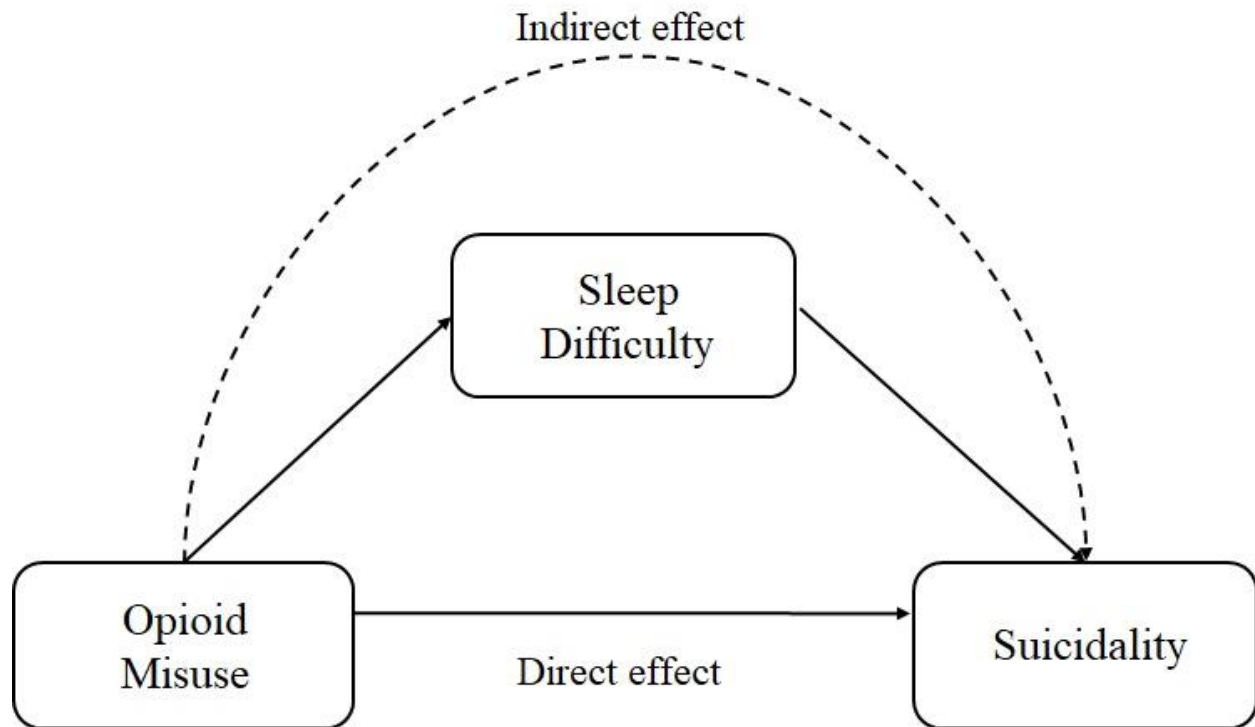 Indirect effect
Sleep
Difficulty
Opioid
Misuse
Direct effect
Suicidality